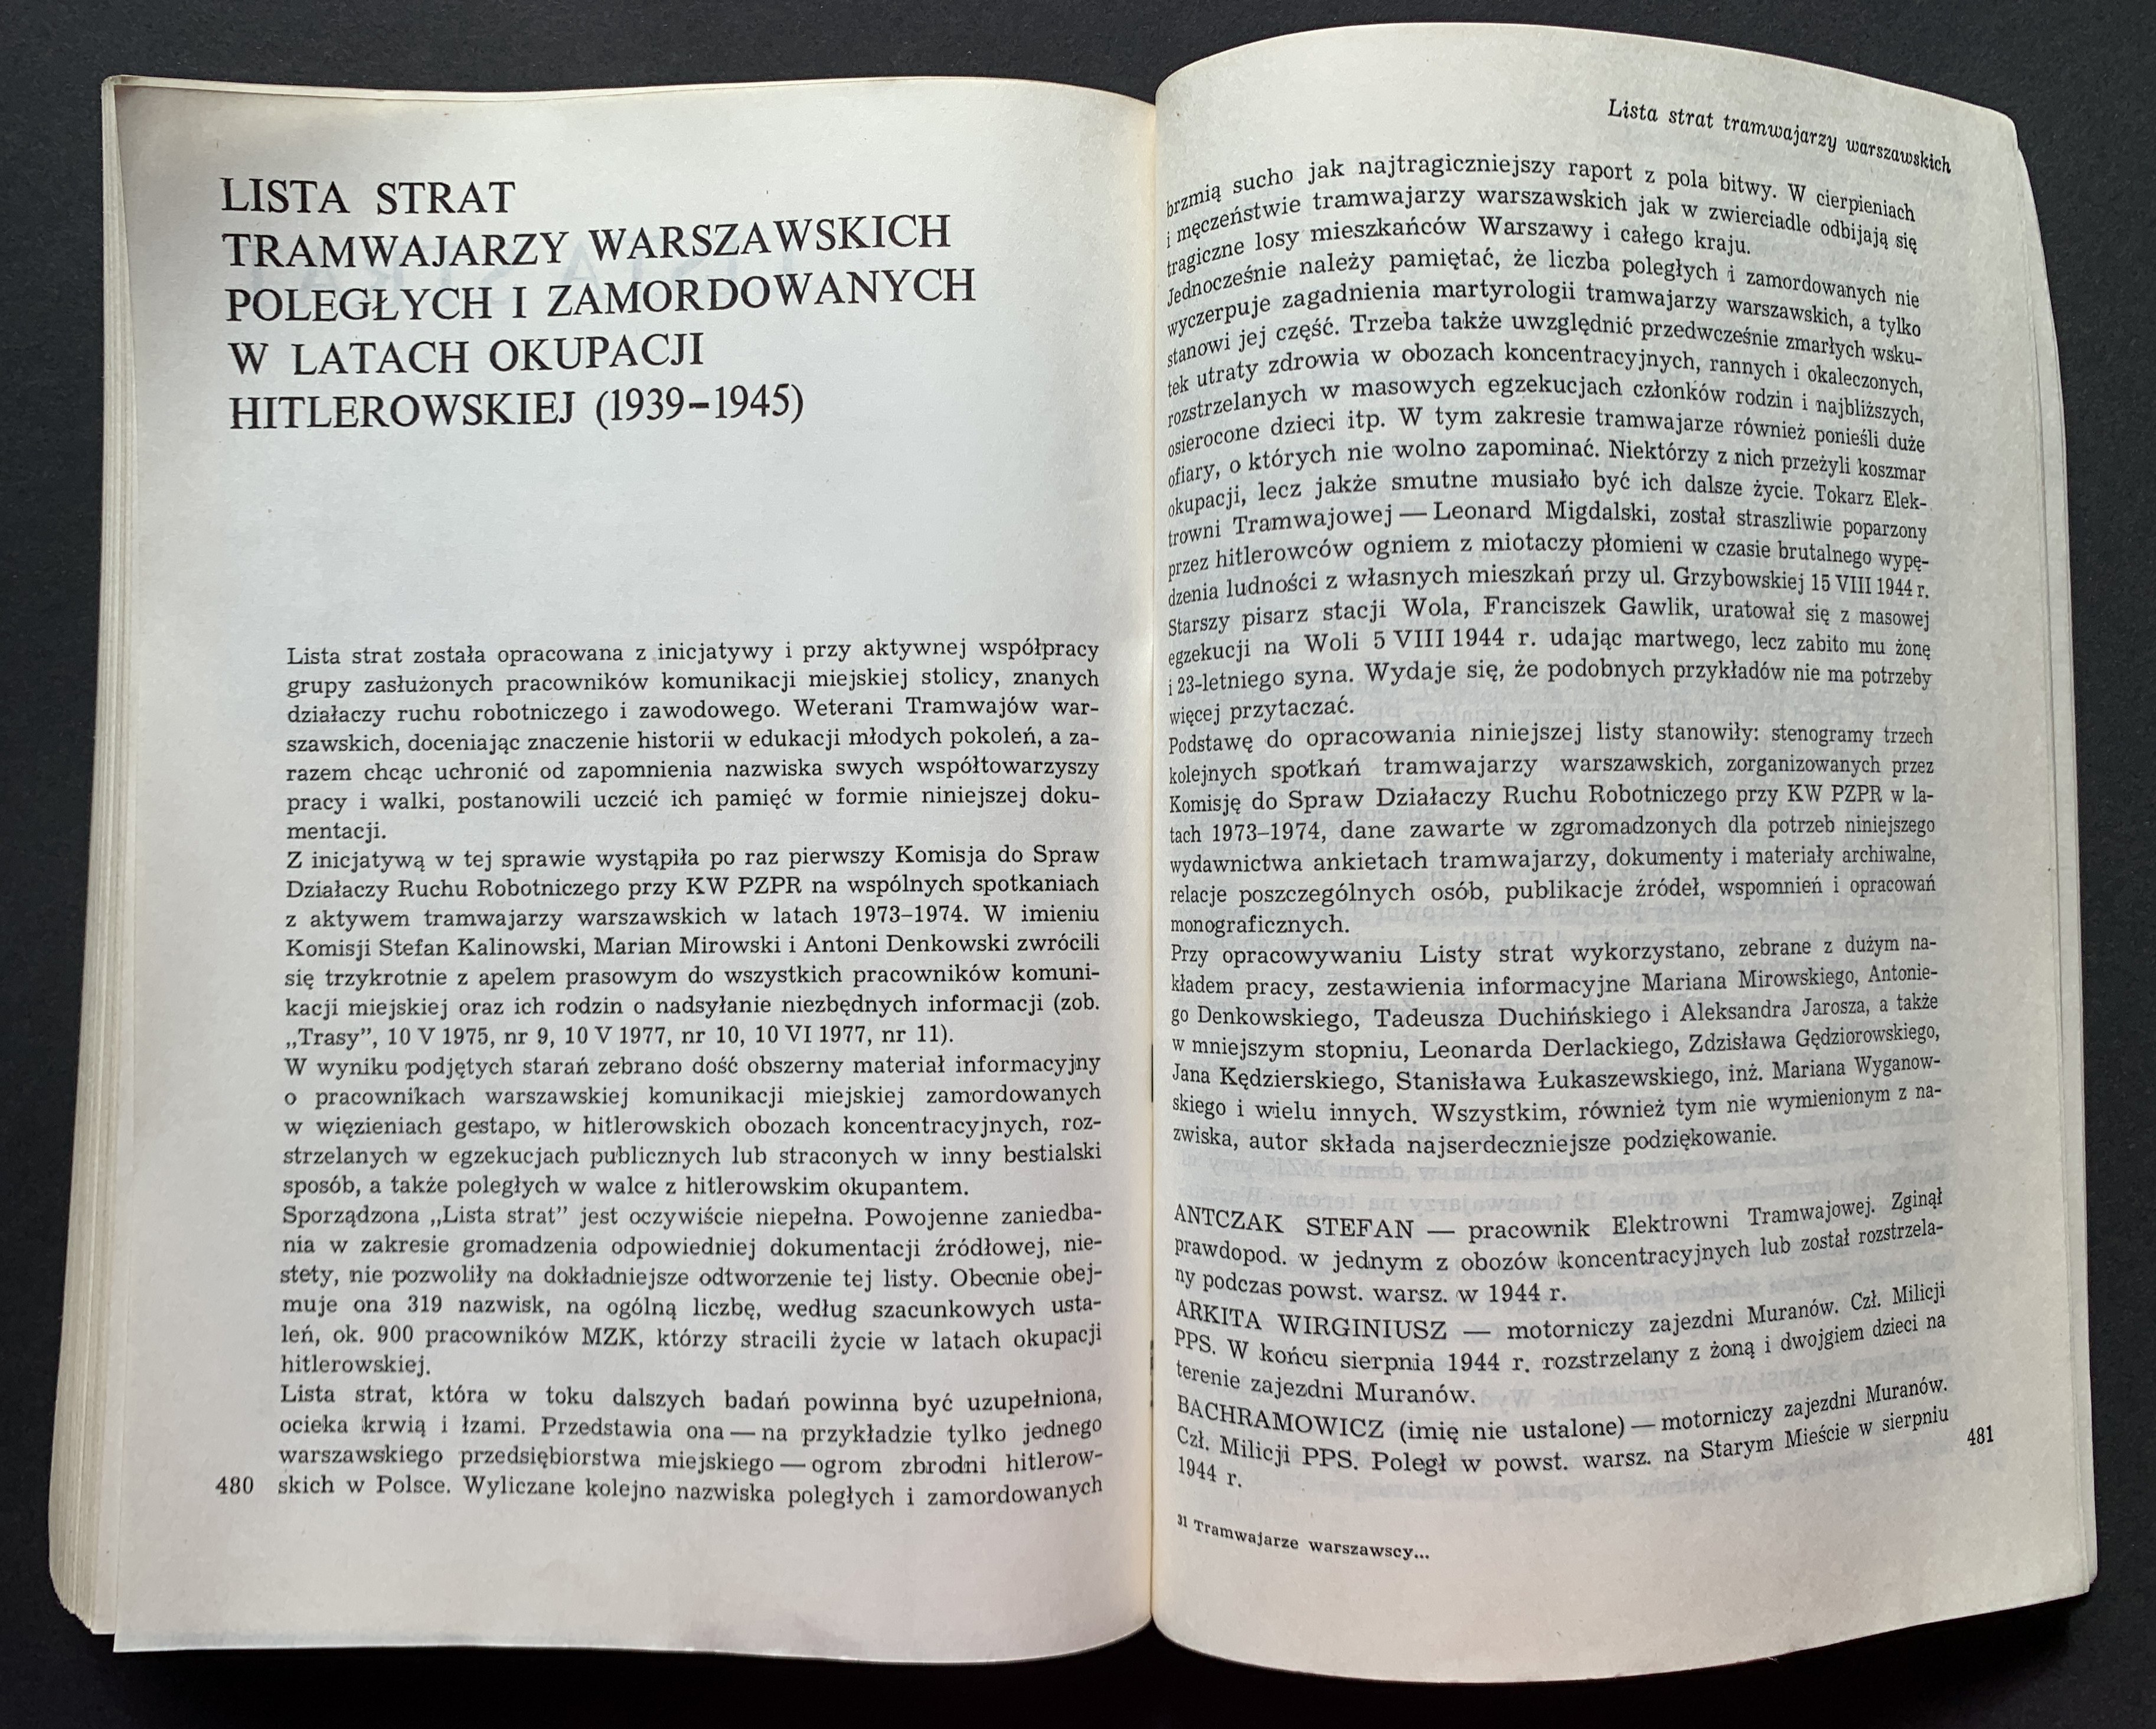 LISTA STRAT
TRAMWAJARZY WARSZAWSKICH
POLEGŁYCH I ZAMORDOWANYCH
W LATACH OKUPACJI
HITLEROWSKIEJ (1939–1945)
Lista strat została opracowana z inicjatywy i przy aktywnej współpracy
grupy zasłużonych pracowników komunikacji miejskiej stolicy, znanych
działaczy ruchu robotniczego i zawodowego. Weterani Tramwajów war-
szawskich, doceniając znaczenie historii w edukacji młodych pokoleń, a za-
razem chcąc uchronić od zapomnienia nazwiska swych współtowarzyszy
pracy i walki, postanowili uczcić ich pamięć w formie niniejszej doku-
mentacji.
Z inicjatywą w tej sprawie wystąpiła po raz pierwszy Komisja do Spraw
Działaczy Ruchu Robotniczego przy KW PZPR na wspólnych spotkaniach
z aktywem tramwajarzy warszawskich w latach 1973–1974. W imieniu
Komisji Stefan Kalinowski, Marian Mirowski i Antoni Denkowski zwrócili
się trzykrotnie z apelem prasowym do wszystkich pracowników komuni-
kacji miejskiej oraz ich rodzin o nadsyłanie niezbędnych informacji (zob.
„Trasy”, 10 V 1975, nr 9, 10 V 1977, nr 10, 10 VI 1977, nr 11).
W wyniku podjętych starań zebrano dość obszerny materiał informacyjny
o pracownikach warszawskiej komunikacji miejskiej zamordowanych
w więzieniach gestapo, w hitlerowskich obozach koncentracyjnych, roz-
strzelanych w egzekucjach publicznych lub straconych w inny bestialski
sposób, a także poległych w walce z hitlerowskim okupantem.
Sporządzona „Lista strat” jest oczywiście niepełna. Powojenne zaniedba-
nia w zakresie gromadzenia odpowiedniej dokumentacji źródłowej, nie-
stety, nie pozwoliły na dokładniejsze odtworzenie tej listy. Obecnie obej-
muje ona 319 nazwisk, na ogólną liczbę, według szacunkowych usta-
leń, ok. 900 pracowników MZK, którzy stracili życie w latach okupacji
hitlerowskiej.
Lista strat, która w toku dalszych badań powinna być uzupełniona,
ocieka krwią i łzami. Przedstawia ona — na przykładzie tylko jednego
warszawskiego przedsiębiorstwa miejskiego — ogrom zbrodni hitlerow-
480 skich w Polsce. Wyliczane kolejno nazwiska poległych i zamordowanych
Lista strat tramwajarzy warszawskich
brzmią sucho jak najtragiczniejszy raport z pola bitwy. W cierpieniach
i męczeństwie tramwajarzy warszawskich jak w zwierciadle odbijają się
tragiczne losy mieszkańców Warszawy i całego kraju.
Jednocześnie należy pamiętać, że liczba poległych i zamordowanych nie
wyczerpuje zagadnienia martyrologii tramwajarzy warszawskich, a tylko
stanowi jej część. Trzeba także uwzględnić przedwcześnie zmarłych wsku-
tek utraty zdrowia w obozach koncentracyjnych, rannych i okaleczonych,
rozstrzelanych w masowych egzekucjach członków rodzin i najbliższych,
osierocone dzieci itp. W tym zakresie tramwajarze również ponieśli duże
ofiary, o których nie wolno zapominać. Niektórzy z nich przeżyli koszmar
okupacji, lecz jakże smutne musiało być ich dalsze życie. Tokarz Elek-
trowni Tramwajowej — Leonard Migdalski, został straszliwie poparzony
przez hitlerowców ogniem z miotaczy płomieni w czasie brutalnego wypę-
dzenia ludności z własnych mieszkań przy ul. Grzybowskiej 15 VIII 1944 r.
Starszy pisarz stacji Wola, Franciszek Gawlik, uratował się z masowej
egzekucji na Woli 5 VIII 1944 r. udając martwego, lecz zabito mu żonę
i 23-letniego syna. Wydaje się, że podobnych przykładów nie ma potrzeby
więcej przytaczać.
Podstawę do opracowania niniejszej listy stanowiły: stenogramy trzech
kolejnych spotkań tramwajarzy warszawskich, zorganizowanych przez
Komisję do Spraw Działaczy Ruchu Robotniczego przy KW PZPR w la-
tach 1973–1974, dane zawarte w zgromadzonych dla potrzeb niniejszego
wydawnictwa ankietach tramwajarzy, dokumenty i materiały archiwalne,
relacje poszczególnych osób, publikacje źródeł, wspomnień i opracowań
monograficznych.
Przy opracowywaniu Listy strat wykorzystano, zebrane z dużym na-
kładem pracy, zestawienia informacyjne Mariana Mirowskiego, Antonie-
go Denkowskiego, Tadeusza Duchińskiego i Aleksandra Jarosza, a także
w mniejszym stopniu, Leonarda Derlackiego, Zdzisława Gędziorowskiego,
Jana Kędzierskiego, Stanisława Łukaszewskiego, inż. Mariana Wyganow-
skiego i wielu innych. Wszystkim, również tym nie wymienionym z na-
zwiska, autor składa najserdeczniejsze podziękowanie.
ANTCZAK STEFAN — pracownik Elektrowni Tramwajowej. Zginął
prawdopod. w jednym z obozów koncentracyjnych lub został rozstrzela-
ny podczas powst. warsz. w 1944 r.
ARKITA WIRGINIUSZ — motorniczy zajezdni Muranów. Czł. Milicji
PPS. W końcu sierpnia 1944 r. rozstrzelany z żoną i dwojgiem dzieci na
terenie zajezdni Muranów.
BACHRAMOWICZ (imię nie ustalone) — motorniczy zajezdni Muranów.
Czł. Milicji PPS. Poległ w powst. warsz. na Starym Mieście w sierpniu
1944 r.
481
31 Tramwajarze warszawscy...